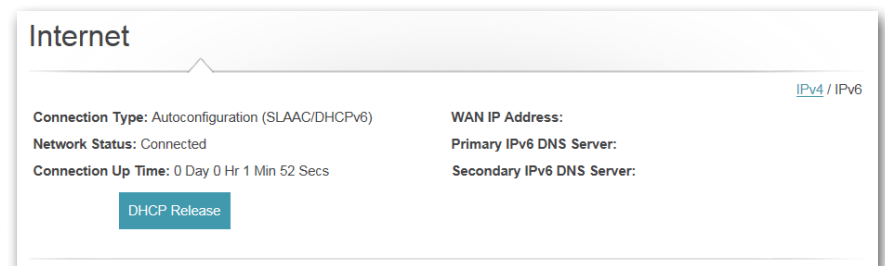 Internet
IPv4 / IPv6
Connection Type: Autoconfiguration (SLAAC/DHCPv6)
WAN IP Address:
Network Status: Connected
Primary IPv6 DNS Server:
Connection Up Time: 0 Day 0 Hr 1 Min 52 Secs
Secondary IPv6 DNS Server:
DHCP Release